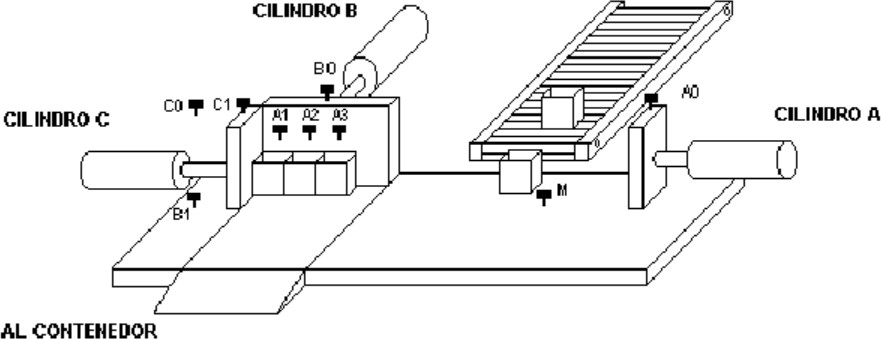 CILINDRO B
B0
C0
C1
A1
A2
A3
A0
CILINDRO C
CILINDRO A
M
B1
AL CONTENEDOR